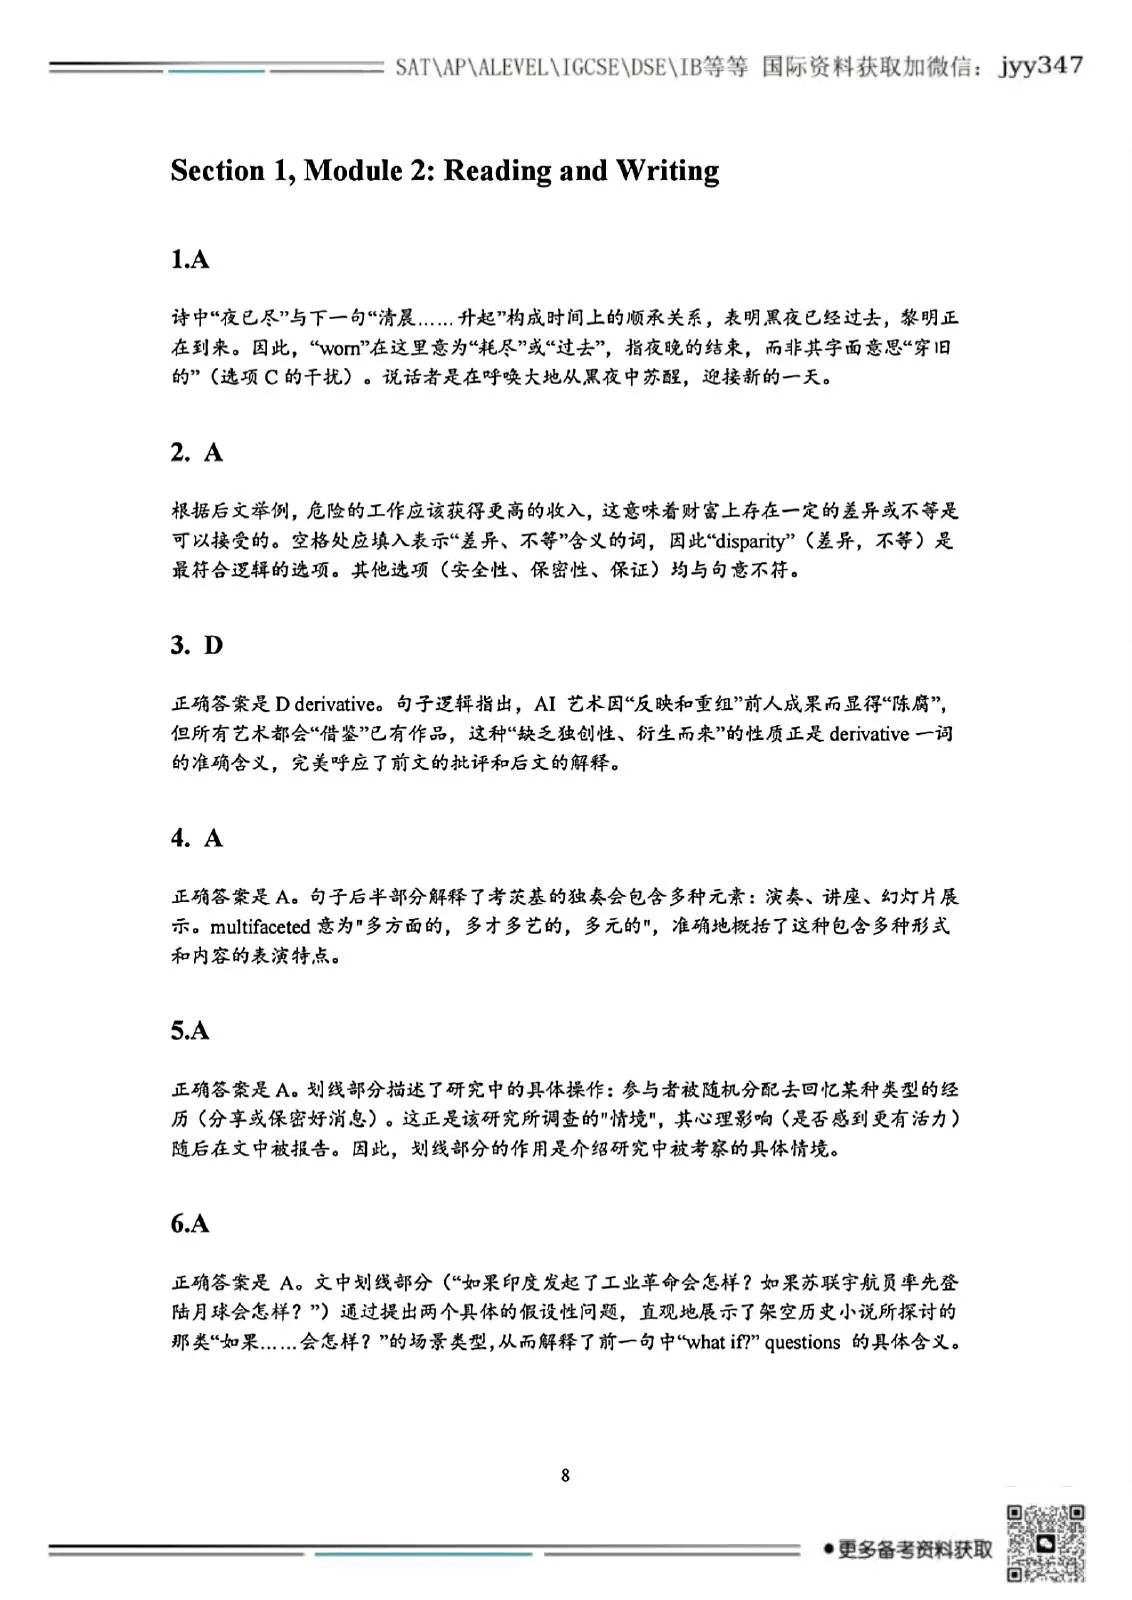 SAT\AP\ALEVEL\IGCSE\DSE\IB等等 国际资料获取加微信：jyy347
Section 1, Module 2: Reading and Writing
1.A
诗中“夜已尽”与下一句“清晨……升起”构成时间上的顺承关系，表明黑夜已经过去，黎明正
在到来。因此，“worn”在这里意为“耗尽”或“过去”，指夜晚的结束，而非其字面意思“穿旧
的”（选项 C 的干扰）。说话者是在呼唤大地从黑夜中苏醒，迎接新的一天。
2. A
根据后文举例，危险的工作应该获得更高的收入，这意味着财富上存在一定的差异或不等是
可以接受的。空格处应填入表示“差异、不等”含义的词，因此“disparity”（差异，不等）是
最符合逻辑的选项。其他选项（安全性、保密性、保证）均与句意不符。
3. D
正确答案是 D derivative。句子逻辑指出，AI 艺术因“反映和重组”前人成果而显得“陈腐”，
但所有艺术都会“借鉴”已有作品，这种“缺乏独创性、衍生而来”的性质正是 derivative 一词
的准确含义，完美呼应了前文的批评和后文的解释。
4. A
正确答案是 A。句子后半部分解释了考茨基的独奏会包含多种元素：演奏、讲座、幻灯片展
示。multifaceted 意为"多方面的，多才多艺的，多元的"，准确地概括了这种包含多种形式
和内容的表演特点。
5.A
正确答案是 A。划线部分描述了研究中的具体操作：参与者被随机分配去回忆某种类型的经
历（分享或保密好消息）。这正是该研究所调查的"情境"，其心理影响（是否感到更有活力）
随后在文中被报告。因此，划线部分的作用是介绍研究中被考察的具体情境。
6.A
正确答案是 A。文中划线部分（“如果印度发起了工业革命会怎样？如果苏联宇航员率先登
陆月球会怎样？”）通过提出两个具体的假设性问题，直观地展示了架空历史小说所探讨的
那类“如果……会怎样？”的场景类型，从而解释了前一句中“what if?” questions 的具体含义。
8
●更多备考资料获取